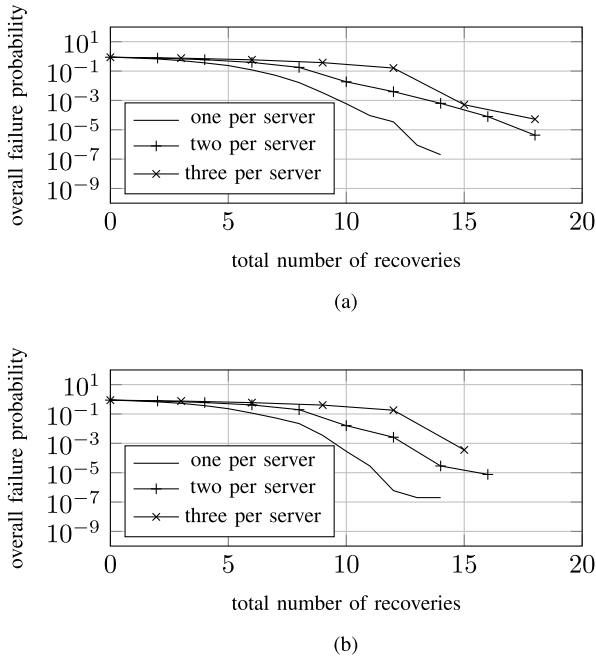 overall failure probability
10^1
10^−1
10^−3
10^−5
10^−7
10^−9
one per server
two per server
three per server
0 5 10 15 20
total number of recoveries
(a)
overall failure probability
10^1
10^−1
10^−3
10^−5
10^−7
10^−9
one per server
two per server
three per server
0 5 10 15 20
total number of recoveries
(b)